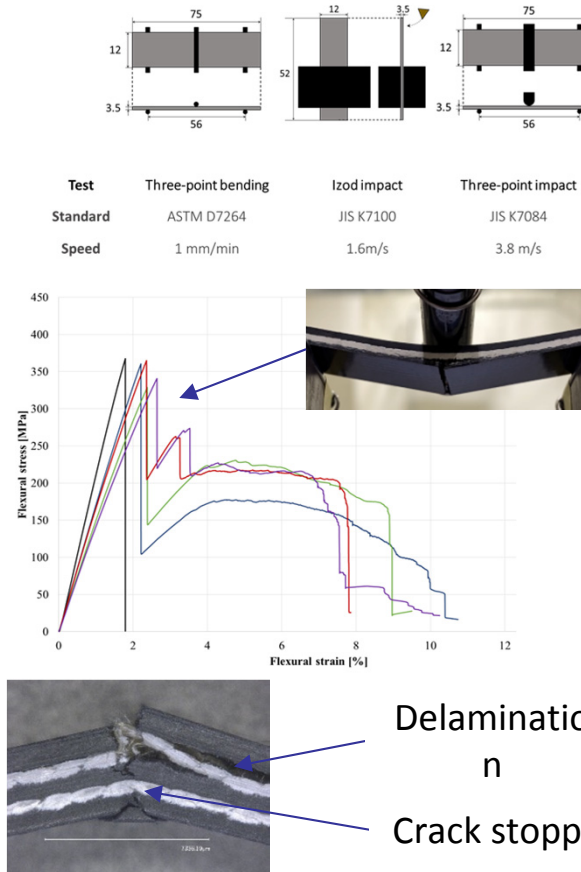 75
12
3.5
56
12
3.5
52
75
12
3.5
56
Test Three-point bending Izod impact Three-point impact
Standard ASTM D7264 JIS K7100 JIS K7084
Speed 1 mm/min 1.6m/s 3.8 m/s
450
400
350
300
250
200
150
100
50
0
Flexural stress [MPa]
0 2 4 6 8 10 12
Flexural strain [%]
Delaminatio
n
Crack stopp